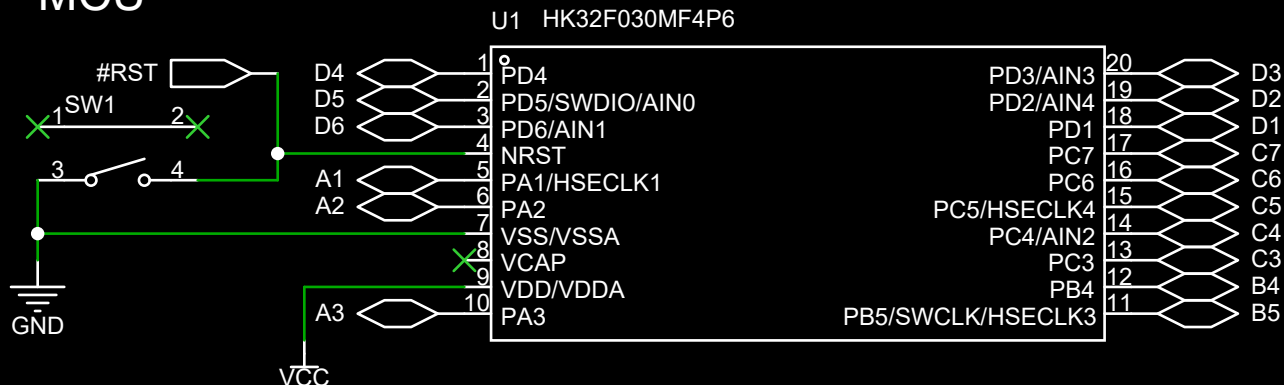 MCU
U1 HK32F030MF4P6
#RST
SW1
1 2
3 4
GND
VCC
D4 1 PD4
D5 2 PD5/SWDIO/AIN0
D6 3 PD6/AIN1
4 NRST
A1 5 PA1/HSECLK1
A2 6 PA2
7 VSS/VSSA
8 VCAP
9 VDD/VDDA
A3 10 PA3
PD3/AIN3 20 D3
PD2/AIN4 19 D2
PD1 18 D1
PC7 17 C7
PC6 16 C6
PC5/HSECLK4 15 C5
PC4/AIN2 14 C4
PC3 13 C3
PB4 12 B4
PB5/SWCLK/HSECLK3 11 B5